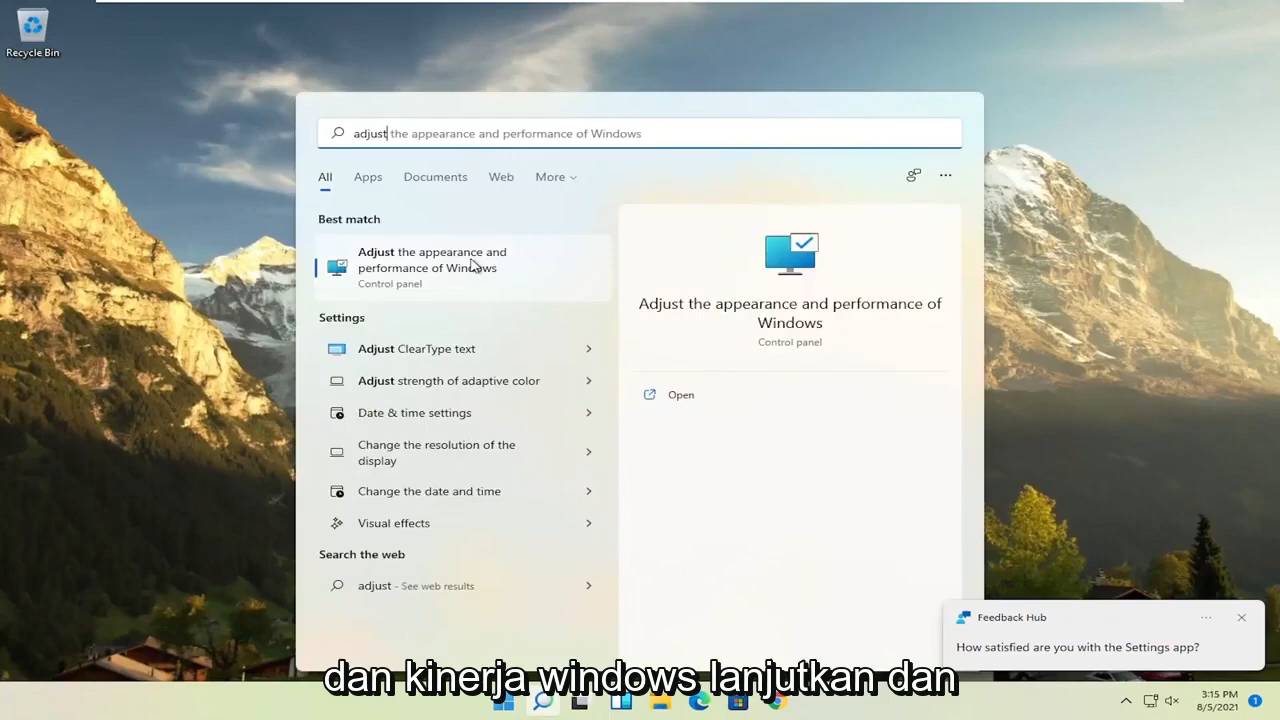 Recycle Bin
adjust the appearance and performance of Windows
All Apps Documents Web More
Best match
Adjust the appearance and
performance of Windows
Control panel
Settings
Adjust ClearType text
Adjust strength of adaptive color
Date & time settings
Change the resolution of the
display
Change the date and time
Visual effects
Search the web
adjust - See web results
Adjust the appearance and performance of
Windows
Control panel
Open
Feedback Hub
How satisfied are you with the Settings app?
dan kinerja windows lanjutkan dan
3:15 PM
8/5/2021
1